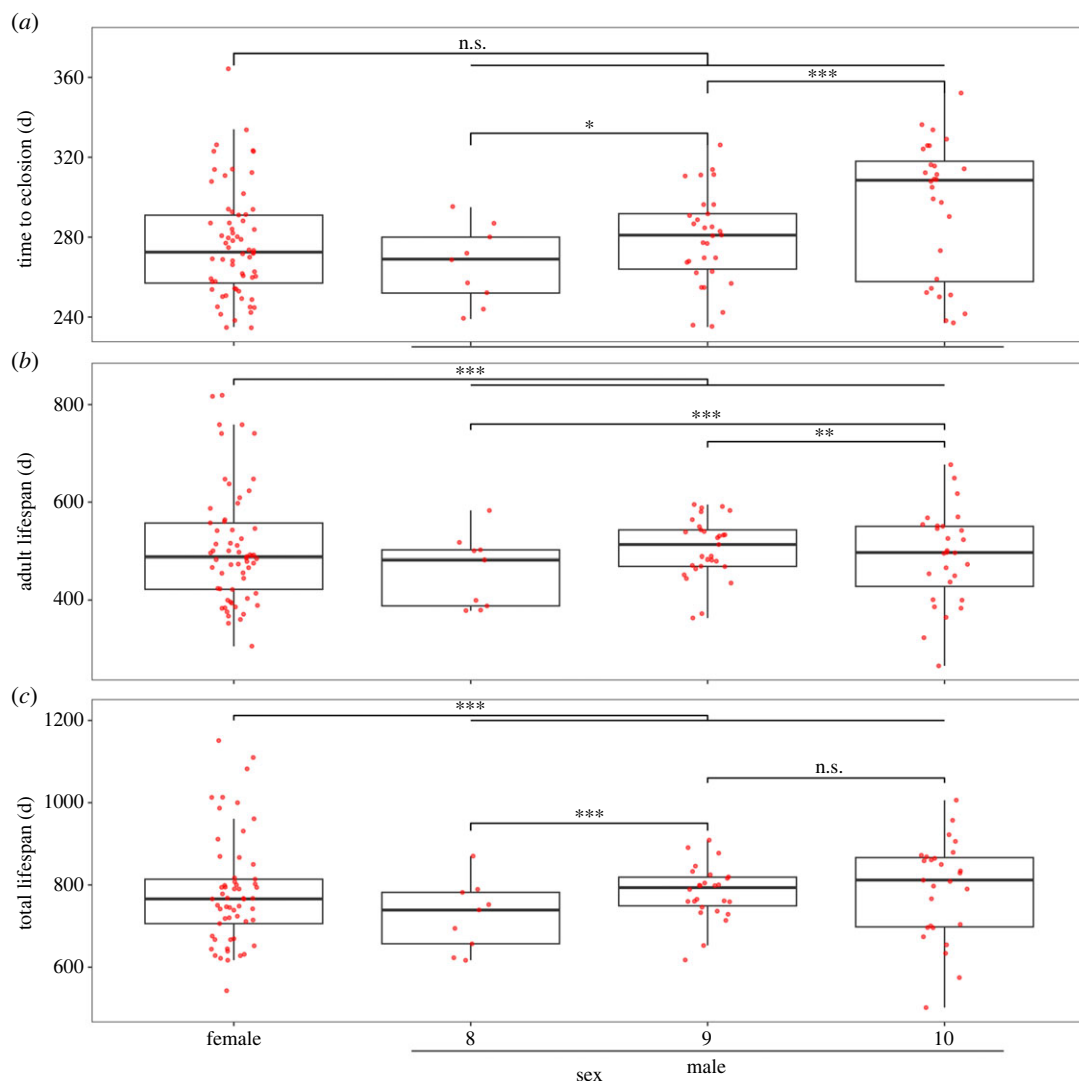 (a)
n.s.
***
*
360
320
280
240
time to eclosion (d)
(b)
***
***
**
800
600
400
adult lifespan (d)
(c)
***
n.s.
***
1200
1000
800
600
total lifespan (d)
female 8 9 10
male
sex